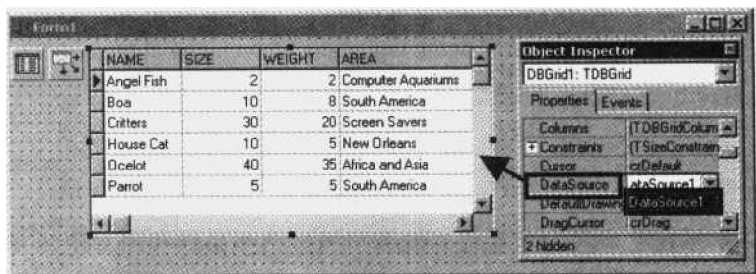 Form1
NAME SIZE WEIGHT AREA
Angel Fish 2 2 Computer Aquariums
Boa 10 8 South America
Critters 30 20 Screen Savers
House Cat 10 5 New Orleans
Ocelot 40 35 Africa and Asia
Parrot 5 5 South America
Object Inspector
DBGrid1: TDBGrid
Properties Events
Columns (TDBGridColum
Constraints (TSizeConstrain
Cursor crDefault
DataSource ataSource1
DefaultDrawing DataSource1
DragCursor crDrag
2 hidden